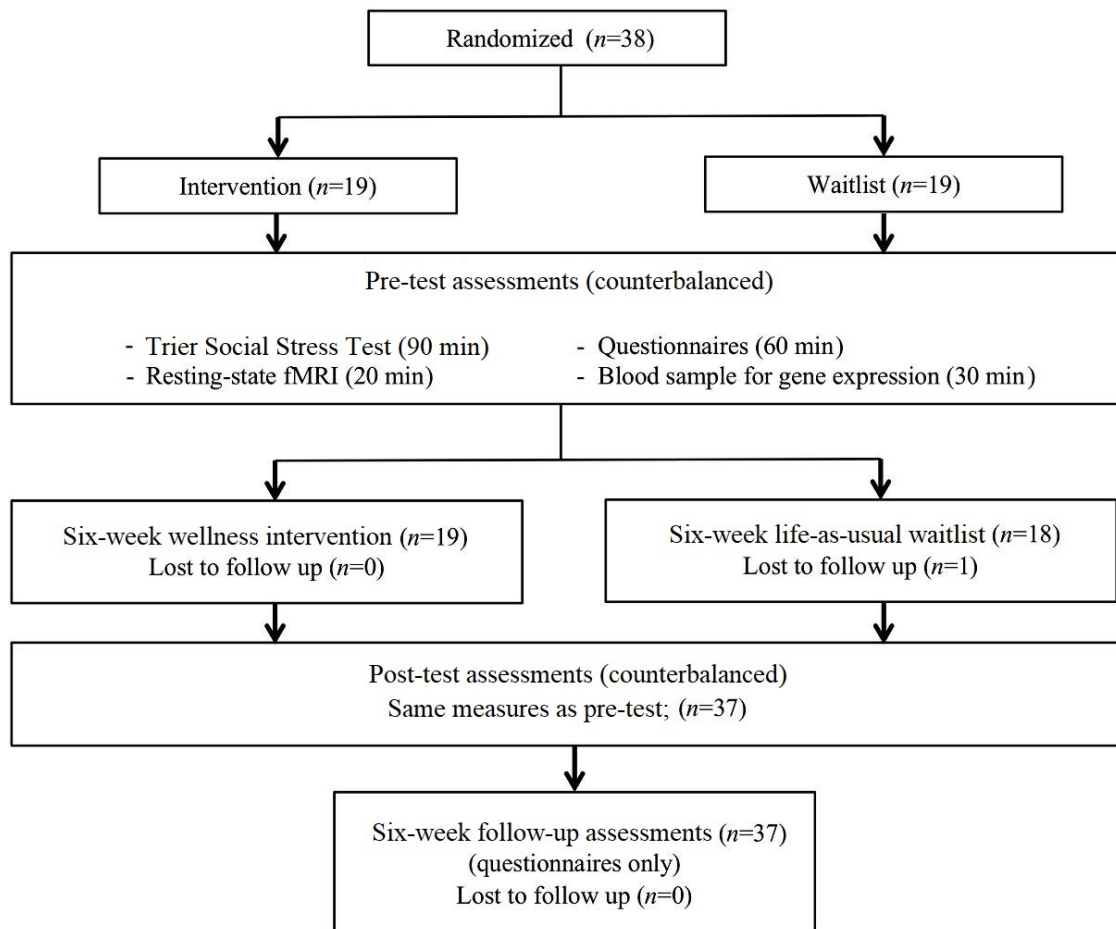 Randomized (n=38)
Intervention (n=19)
Waitlist (n=19)
Pre-test assessments (counterbalanced)
- Trier Social Stress Test (90 min)
- Questionnaires (60 min)
- Resting-state fMRI (20 min)
- Blood sample for gene expression (30 min)
Six-week wellness intervention (n=19)
Lost to follow up (n=0)
Six-week life-as-usual waitlist (n=18)
Lost to follow up (n=1)
Post-test assessments (counterbalanced)
Same measures as pre-test; (n=37)
Six-week follow-up assessments (n=37)
(questionnaires only)
Lost to follow up (n=0)